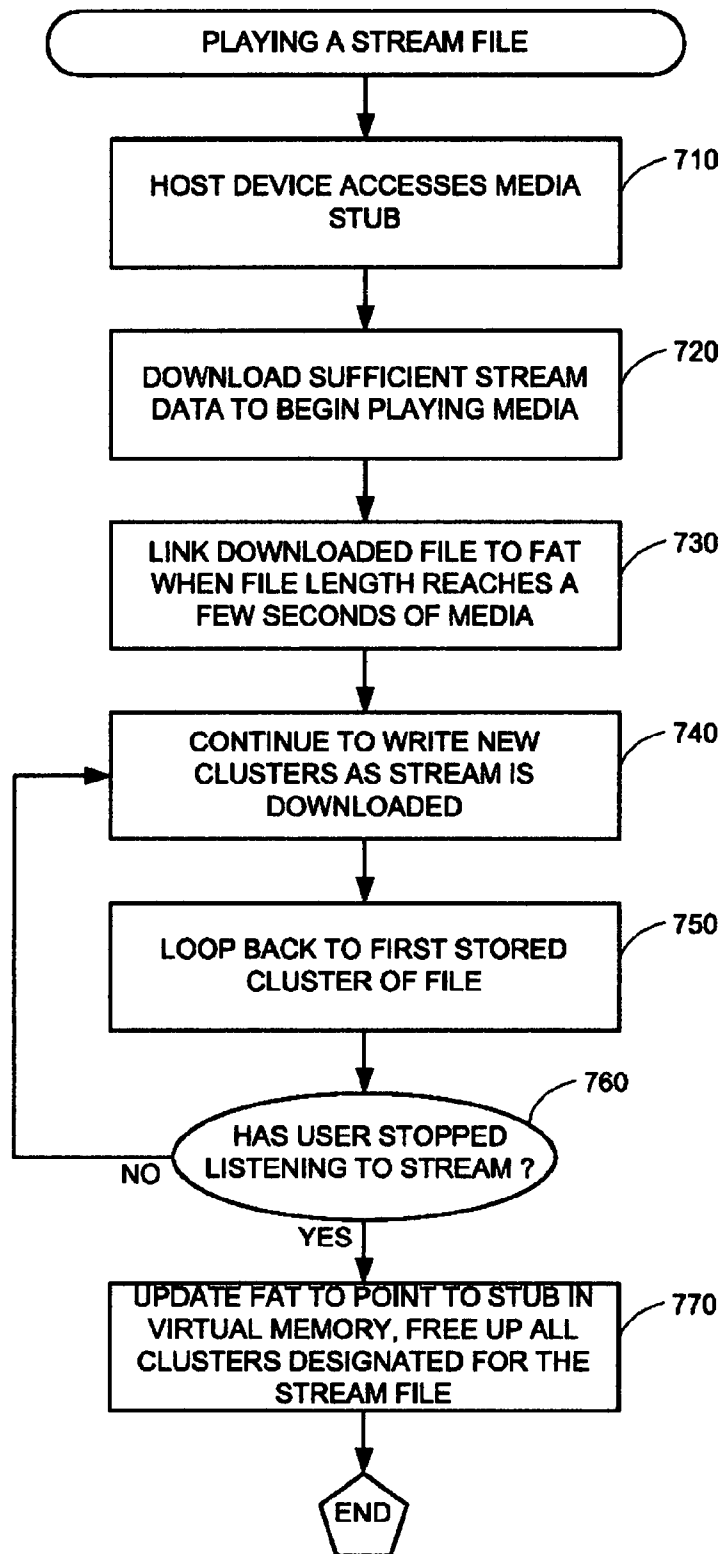 PLAYING A STREAM FILE
710
HOST DEVICE ACCESSES MEDIA
STUB
720
DOWNLOAD SUFFICIENT STREAM
DATA TO BEGIN PLAYING MEDIA
730
LINK DOWNLOADED FILE TO FAT
WHEN FILE LENGTH REACHES A
FEW SECONDS OF MEDIA
740
CONTINUE TO WRITE NEW
CLUSTERS AS STREAM IS
DOWNLOADED
750
LOOP BACK TO FIRST STORED
CLUSTER OF FILE
760
HAS USER STOPPED
LISTENING TO STREAM ?
NO
YES
770
UPDATE FAT TO POINT TO STUB IN
VIRTUAL MEMORY, FREE UP ALL
CLUSTERS DESIGNATED FOR THE
STREAM FILE
END